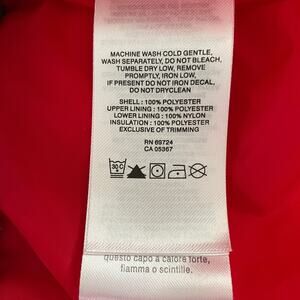 MACHINE WASH COLD GENTLE,
WASH SEPARATELY, DO NOT BLEACH,
TUMBLE DRY LOW, REMOVE
PROMPTLY, IRON LOW,
IF PRESENT DO NOT IRON DECAL,
DO NOT DRYCLEAN
SHELL : 100% POLYESTER
UPPER LINING : 100% POLYESTER
LOWER LINING : 100% NYLON
INSULATION : 100% POLYESTER
EXCLUSIVE OF TRIMMING
RN 69724
CA 05367
30 C
questo capo a calore forte,
fiamma o scintille.